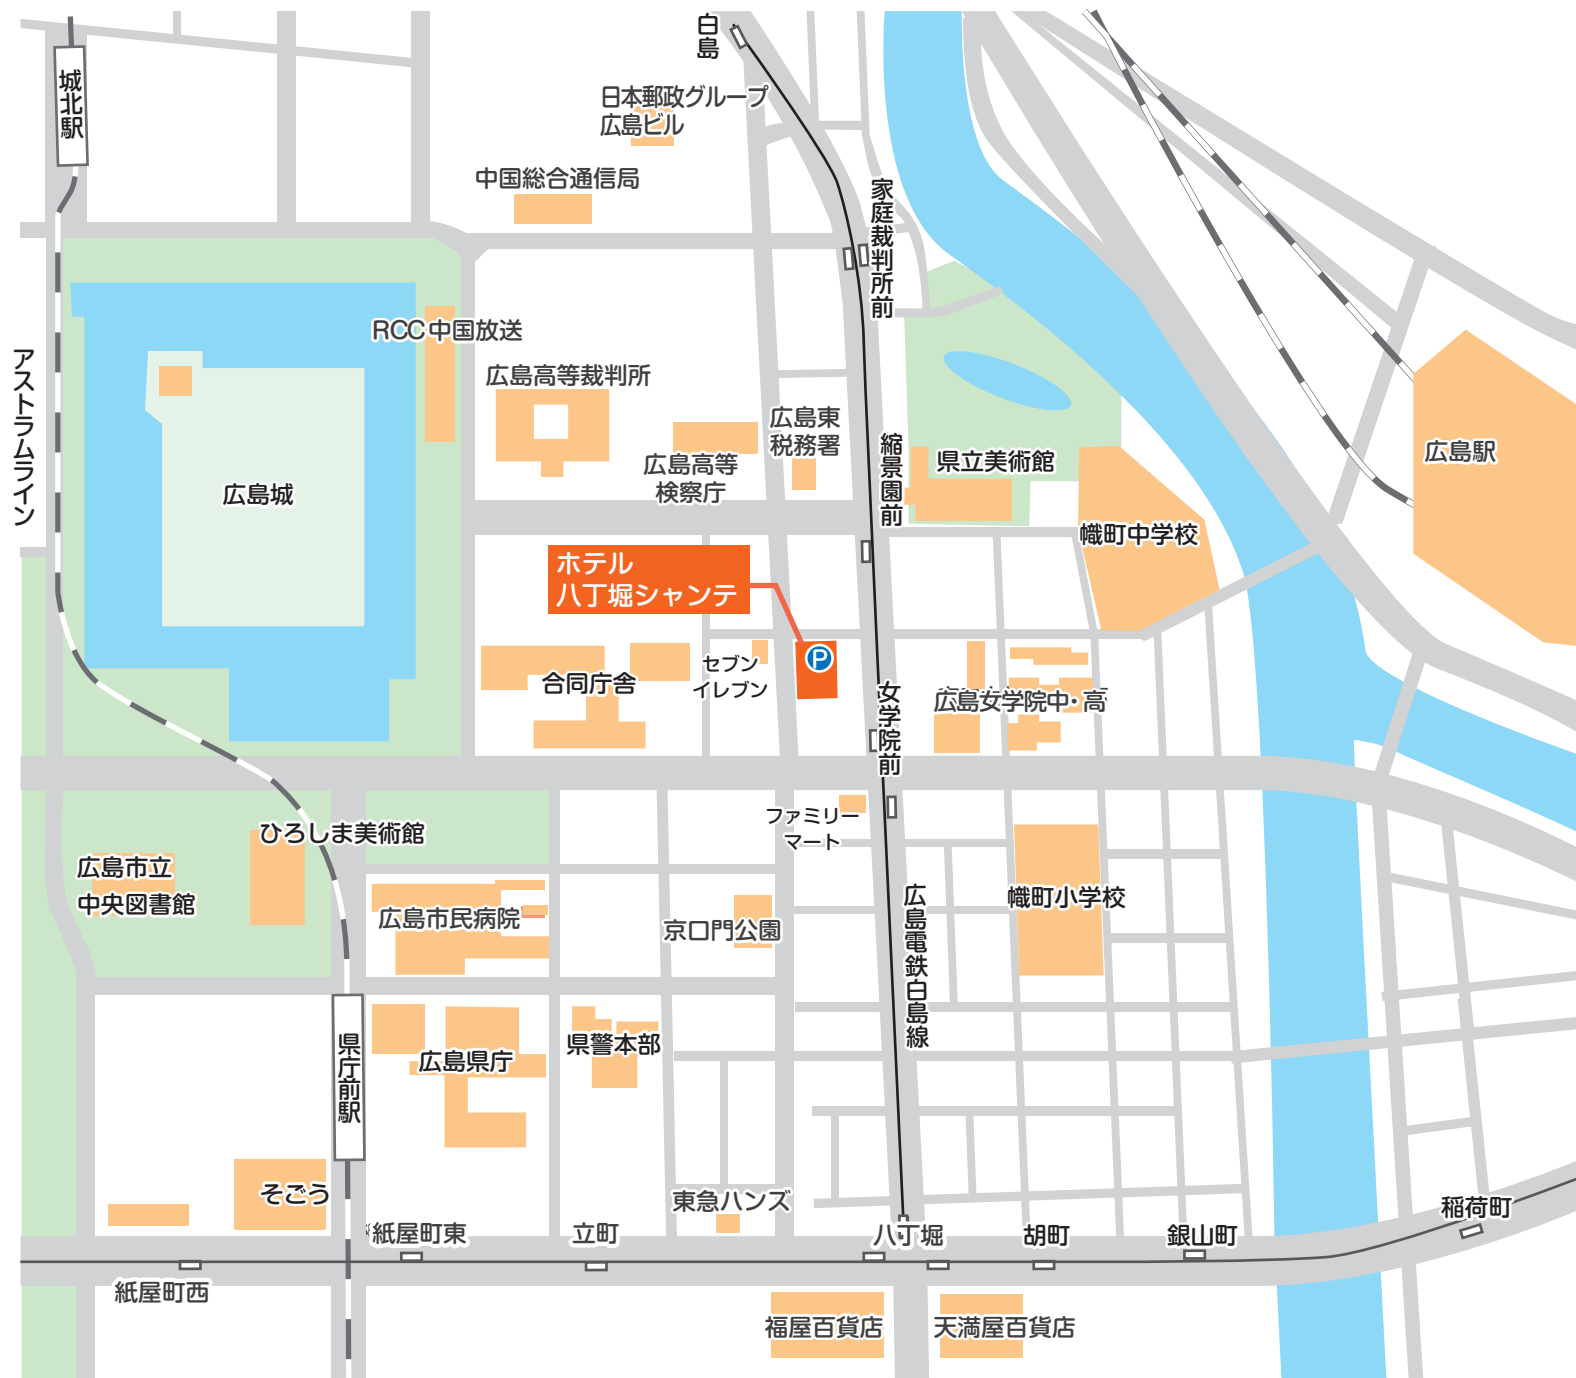 白島
日本郵政グループ
広島ビル
城北駅
中国総合通信局
家庭裁判所前
RCC中国放送
アストラムライン
広島高等裁判所
広島東
税務署
広島高等
検察庁
縮景園前
県立美術館
広島駅
広島城
幟町中学校
ホテル
八丁堀シャンテ
P
セブン
イレブン
合同庁舎
女学院前
広島女学院中・高
ファミリー
マート
ひろしま美術館
広島市立
中央図書館
広島市民病院
京口門公園
幟町小学校
広島電鉄白島線
県庁前駅
広島県庁
県警本部
そごう
東急ハンズ
紙屋町東
立町
八丁堀
胡町
銀山町
稲荷町
紙屋町西
福屋百貨店
天満屋百貨店